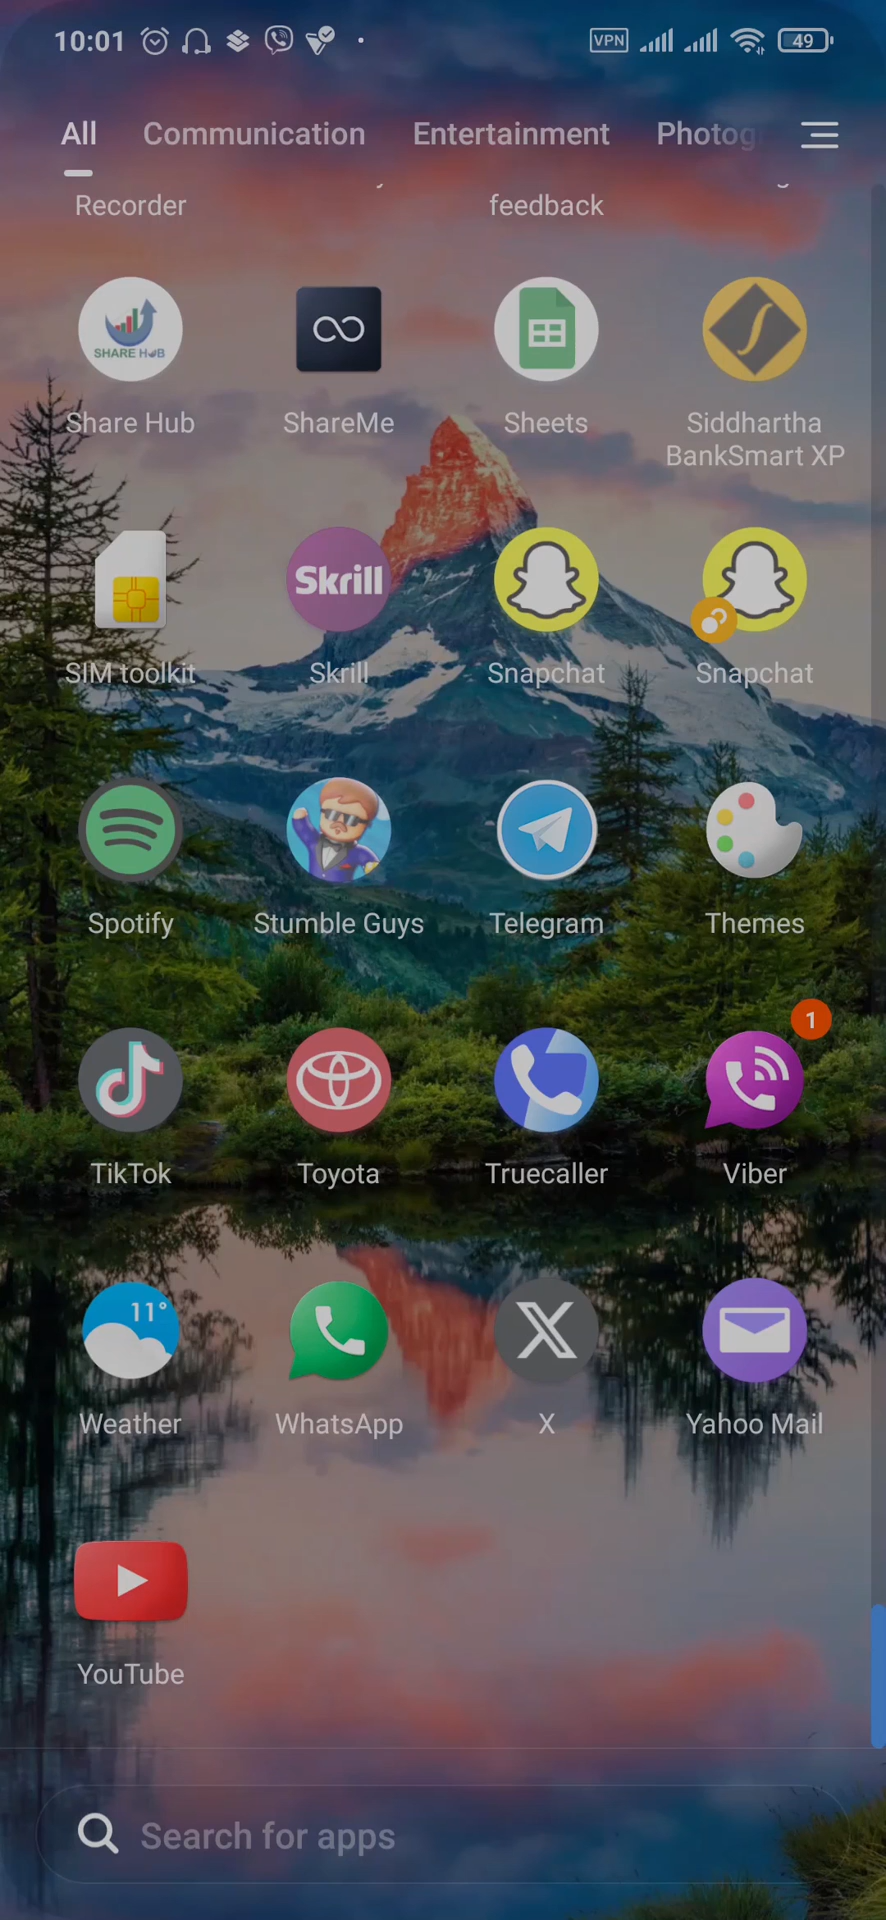 10:01
VPN
49
All Communication Entertainment Photog
Recorder feedback
SHARE HUB
Share Hub ShareMe Sheets Siddhartha
BankSmart XP
Skrill
SIM toolkit Skrill Snapchat Snapchat
Spotify Stumble Guys Telegram Themes
1
TikTok Toyota Truecaller Viber
11°
Weather WhatsApp X Yahoo Mail
YouTube
Search for apps